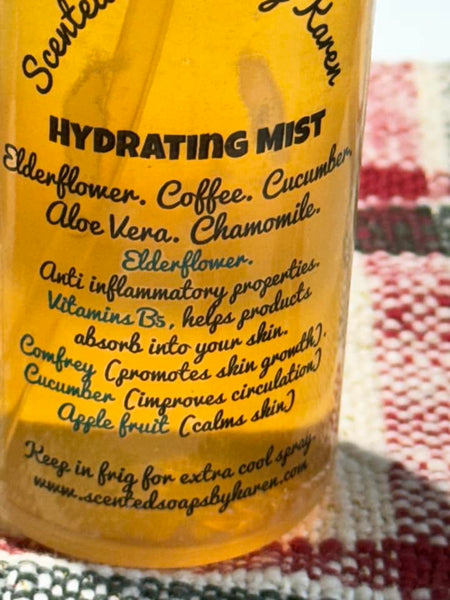 Scented
by Karen
HYDRATING MIST
Elderflower. Coffee. Cucumber.
Aloe Vera. Chamomile.
Elderflower.
Anti inflammatory properties.
Vitamins B5, helps products
absorb into your skin.
Comfrey (promotes skin growth).
Cucumber (improves circulation)
Apple fruit (calms skin)
Keep in frig for extra cool spray.
www.scentedsoapsbykaren.com